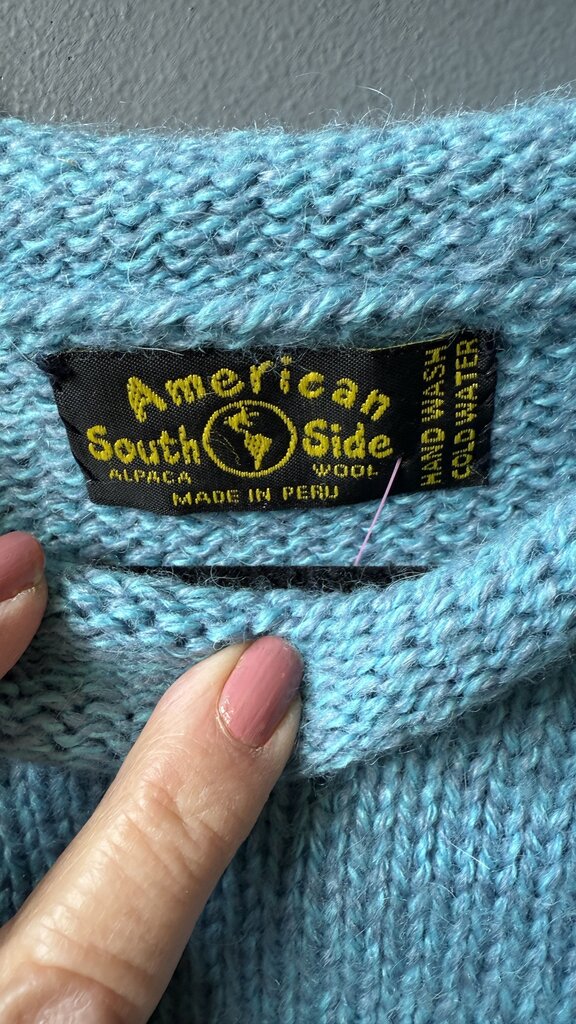 American
South Side
ALPACA WOOL
MADE IN PERU
HAND WASH
COLD WATER